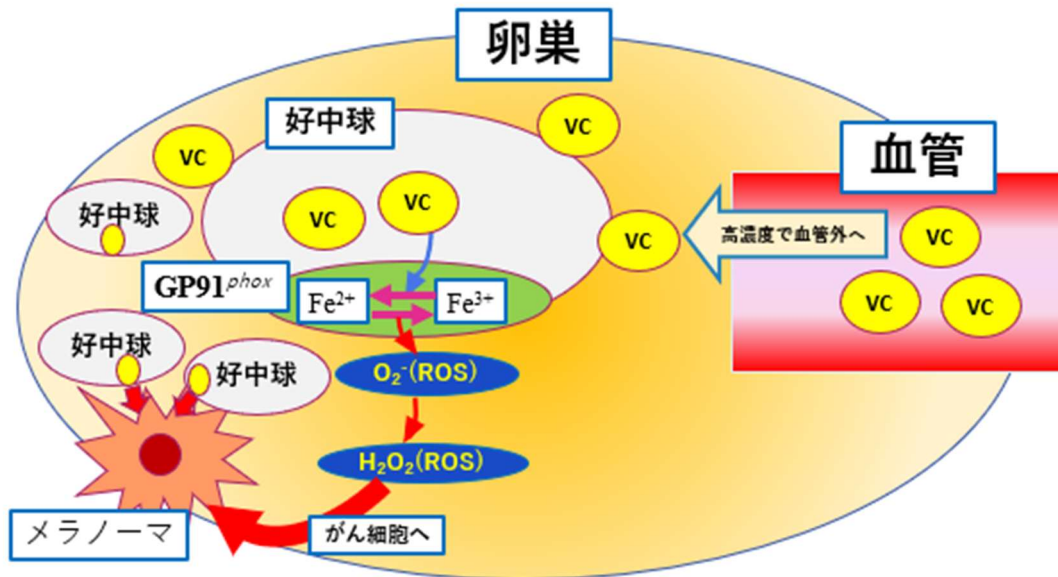 卵巣
好中球
VC
VC
血管
VC
VC
好中球
VC
高濃度で血管外へ
VC
VC
VC
GP91phox
Fe²⁺
Fe³⁺
好中球
好中球
O₂⁻(ROS)
H₂O₂(ROS)
メラノーマ
がん細胞へ